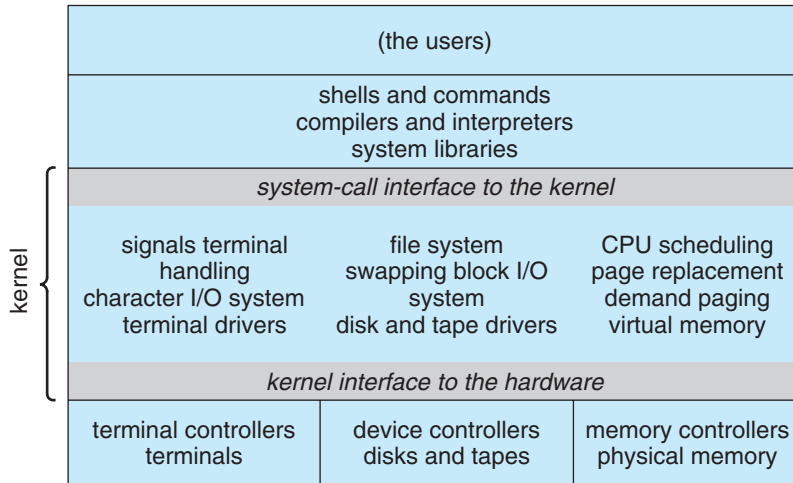 (the users)
shells and commands
compilers and interpreters
system libraries
system-call interface to the kernel
kernel
signals terminal
handling
character I/O system
terminal drivers
file system
swapping block I/O
system
disk and tape drivers
CPU scheduling
page replacement
demand paging
virtual memory
kernel interface to the hardware
terminal controllers
terminals
device controllers
disks and tapes
memory controllers
physical memory